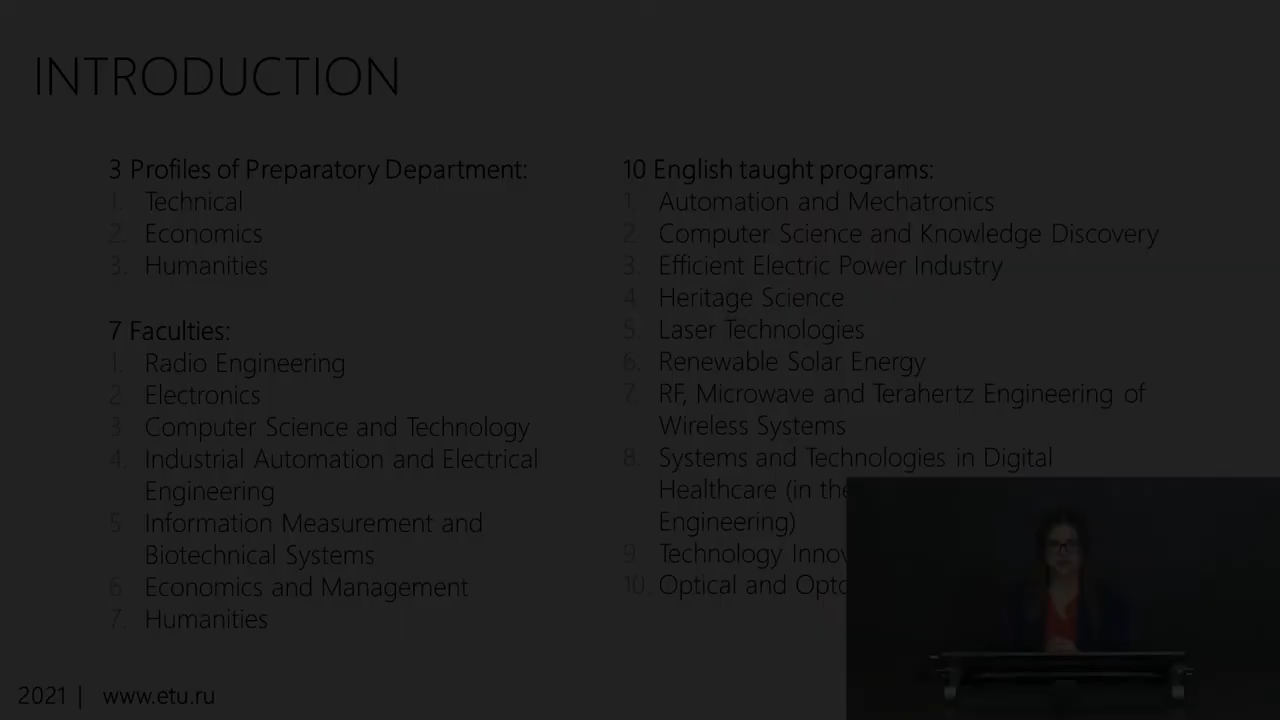 INTRODUCTION
3 Profiles of Preparatory Department:
1. Technical
2. Economics
3. Humanities
7 Faculties:
1. Radio Engineering
2. Electronics
3. Computer Science and Technology
4. Industrial Automation and Electrical
Engineering
5. Information Measurement and
Biotechnical Systems
6. Economics and Management
7. Humanities
10 English taught programs:
1. Automation and Mechatronics
2. Computer Science and Knowledge Discovery
3. Efficient Electric Power Industry
4. Heritage Science
5. Laser Technologies
6. Renewable Solar Energy
7. RF, Microwave and Terahertz Engineering of
Wireless Systems
8. Systems and Technologies in Digital
Healthcare (in the
Engineering)
9. Technology
10. Optical and
2021 | www.etu.ru